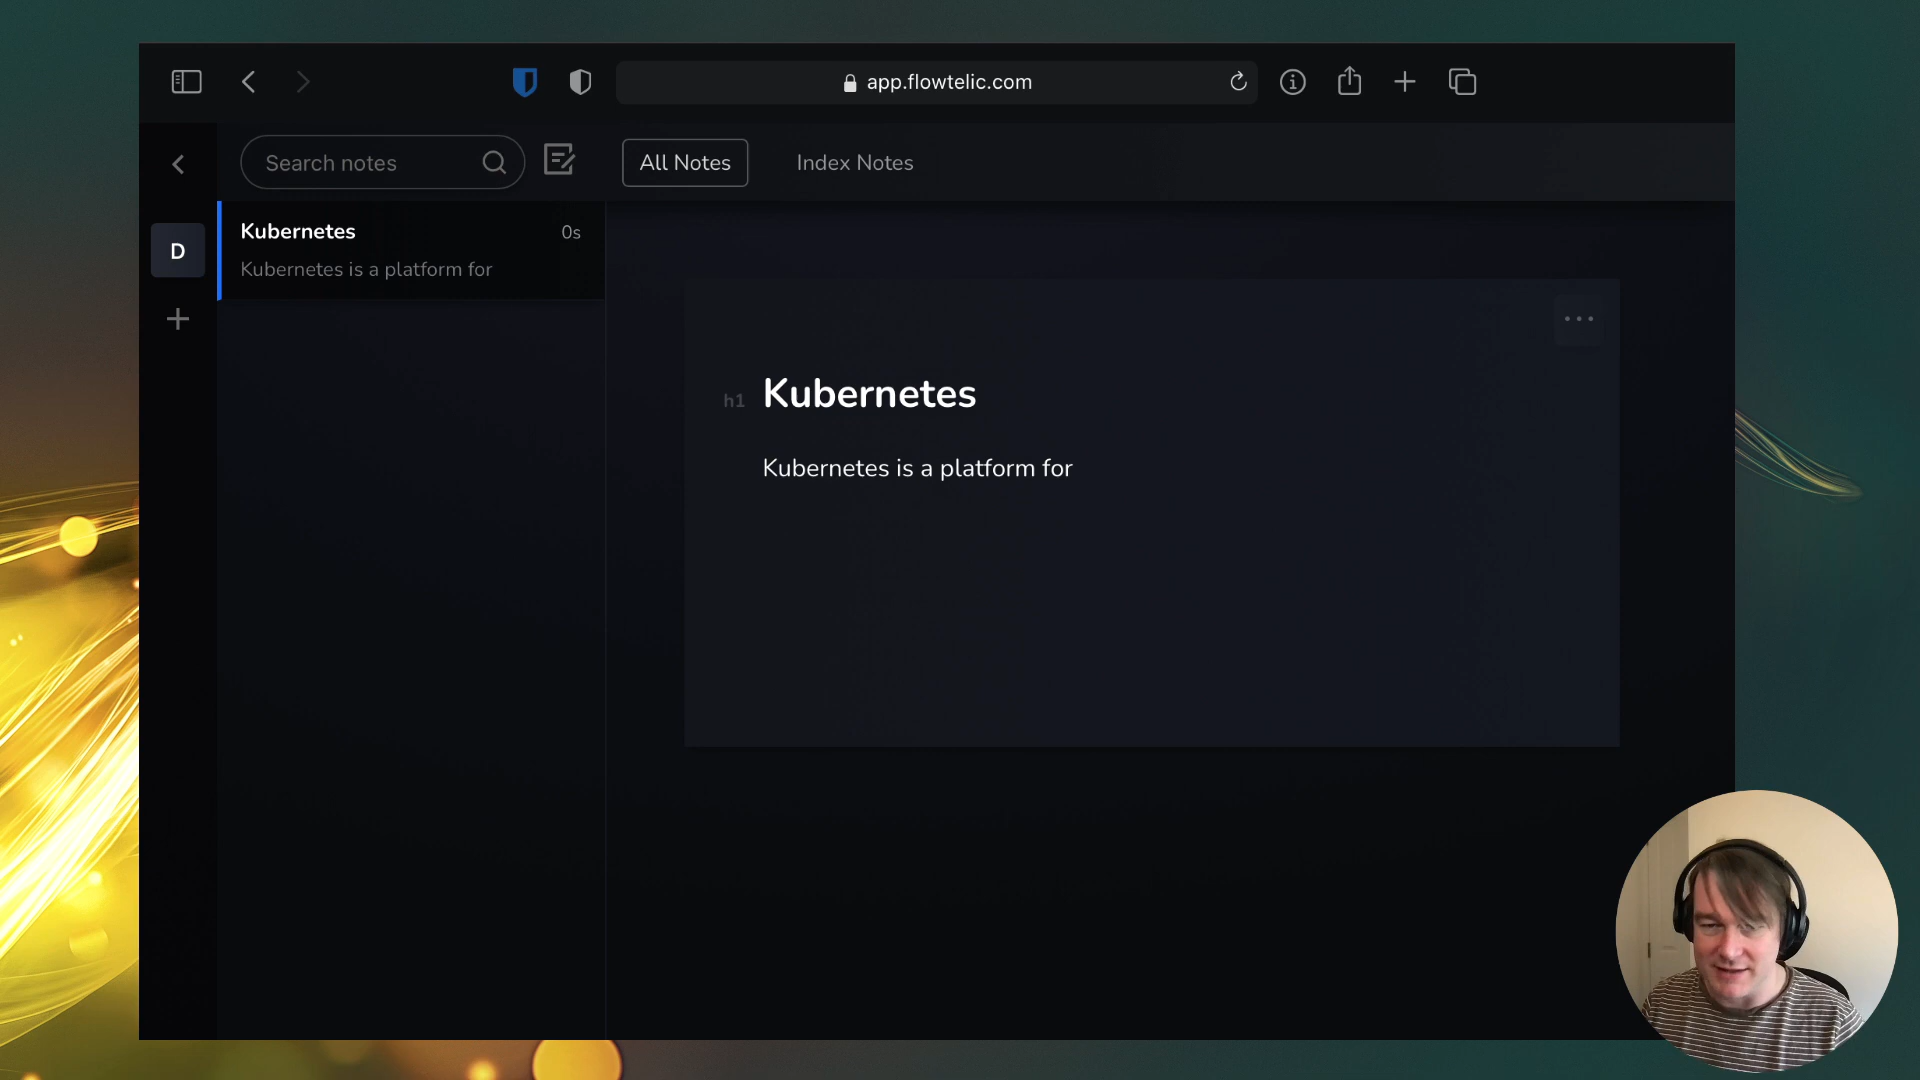 app.flowtelic.com
Search notes
All Notes
Index Notes
D
Kubernetes
0s
Kubernetes is a platform for
h1 Kubernetes
Kubernetes is a platform for